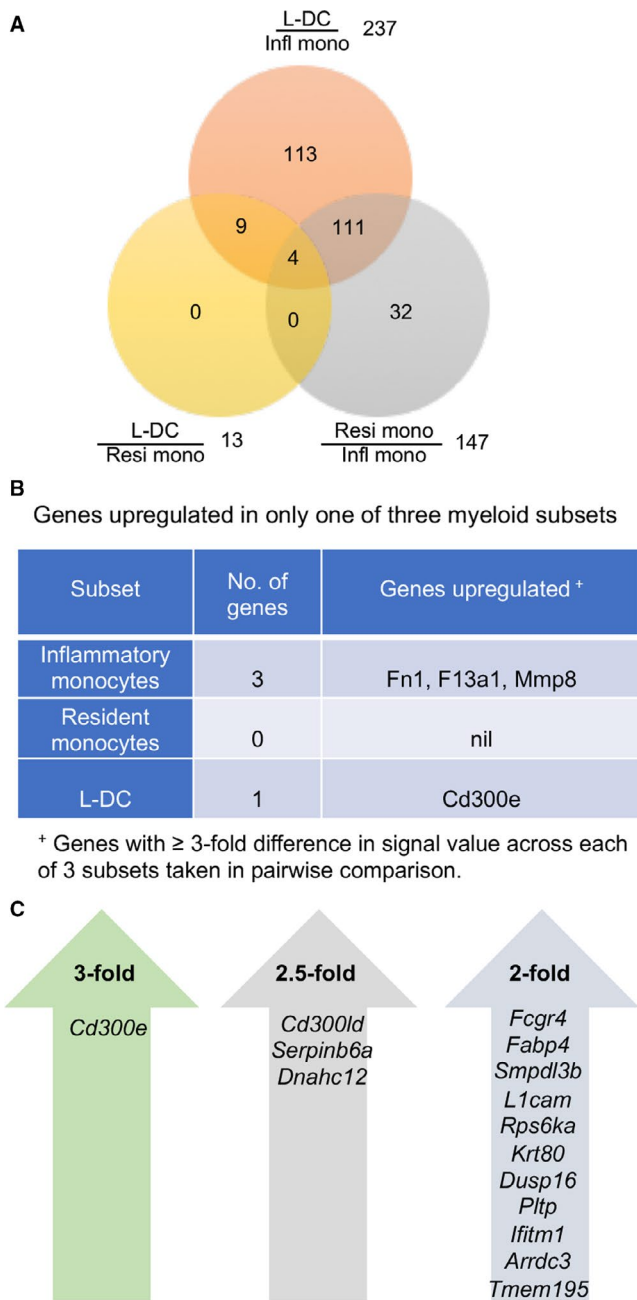 A
L-DC
Infl mono
237
113
9
111
4
0
0
32
L-DC
Resi mono
13
Resi mono
Infl mono
147
B
Genes upregulated in only one of three myeloid subsets
Subset
No. of genes
Genes upregulated +
Inflammatory monocytes
3
Fn1, F13a1, Mmp8
Resident monocytes
0
nil
L-DC
1
Cd300e
+ Genes with ≥ 3-fold difference in signal value across each
of 3 subsets taken in pairwise comparison.
C
3-fold
Cd300e
2.5-fold
Cd300ld
Serpinb6a
Dnahc12
2-fold
Fcgr4
Fabp4
Smpdl3b
L1cam
Rps6ka
Krt80
Dusp16
Pltp
Ifitm1
Arrdc3
Tmem195